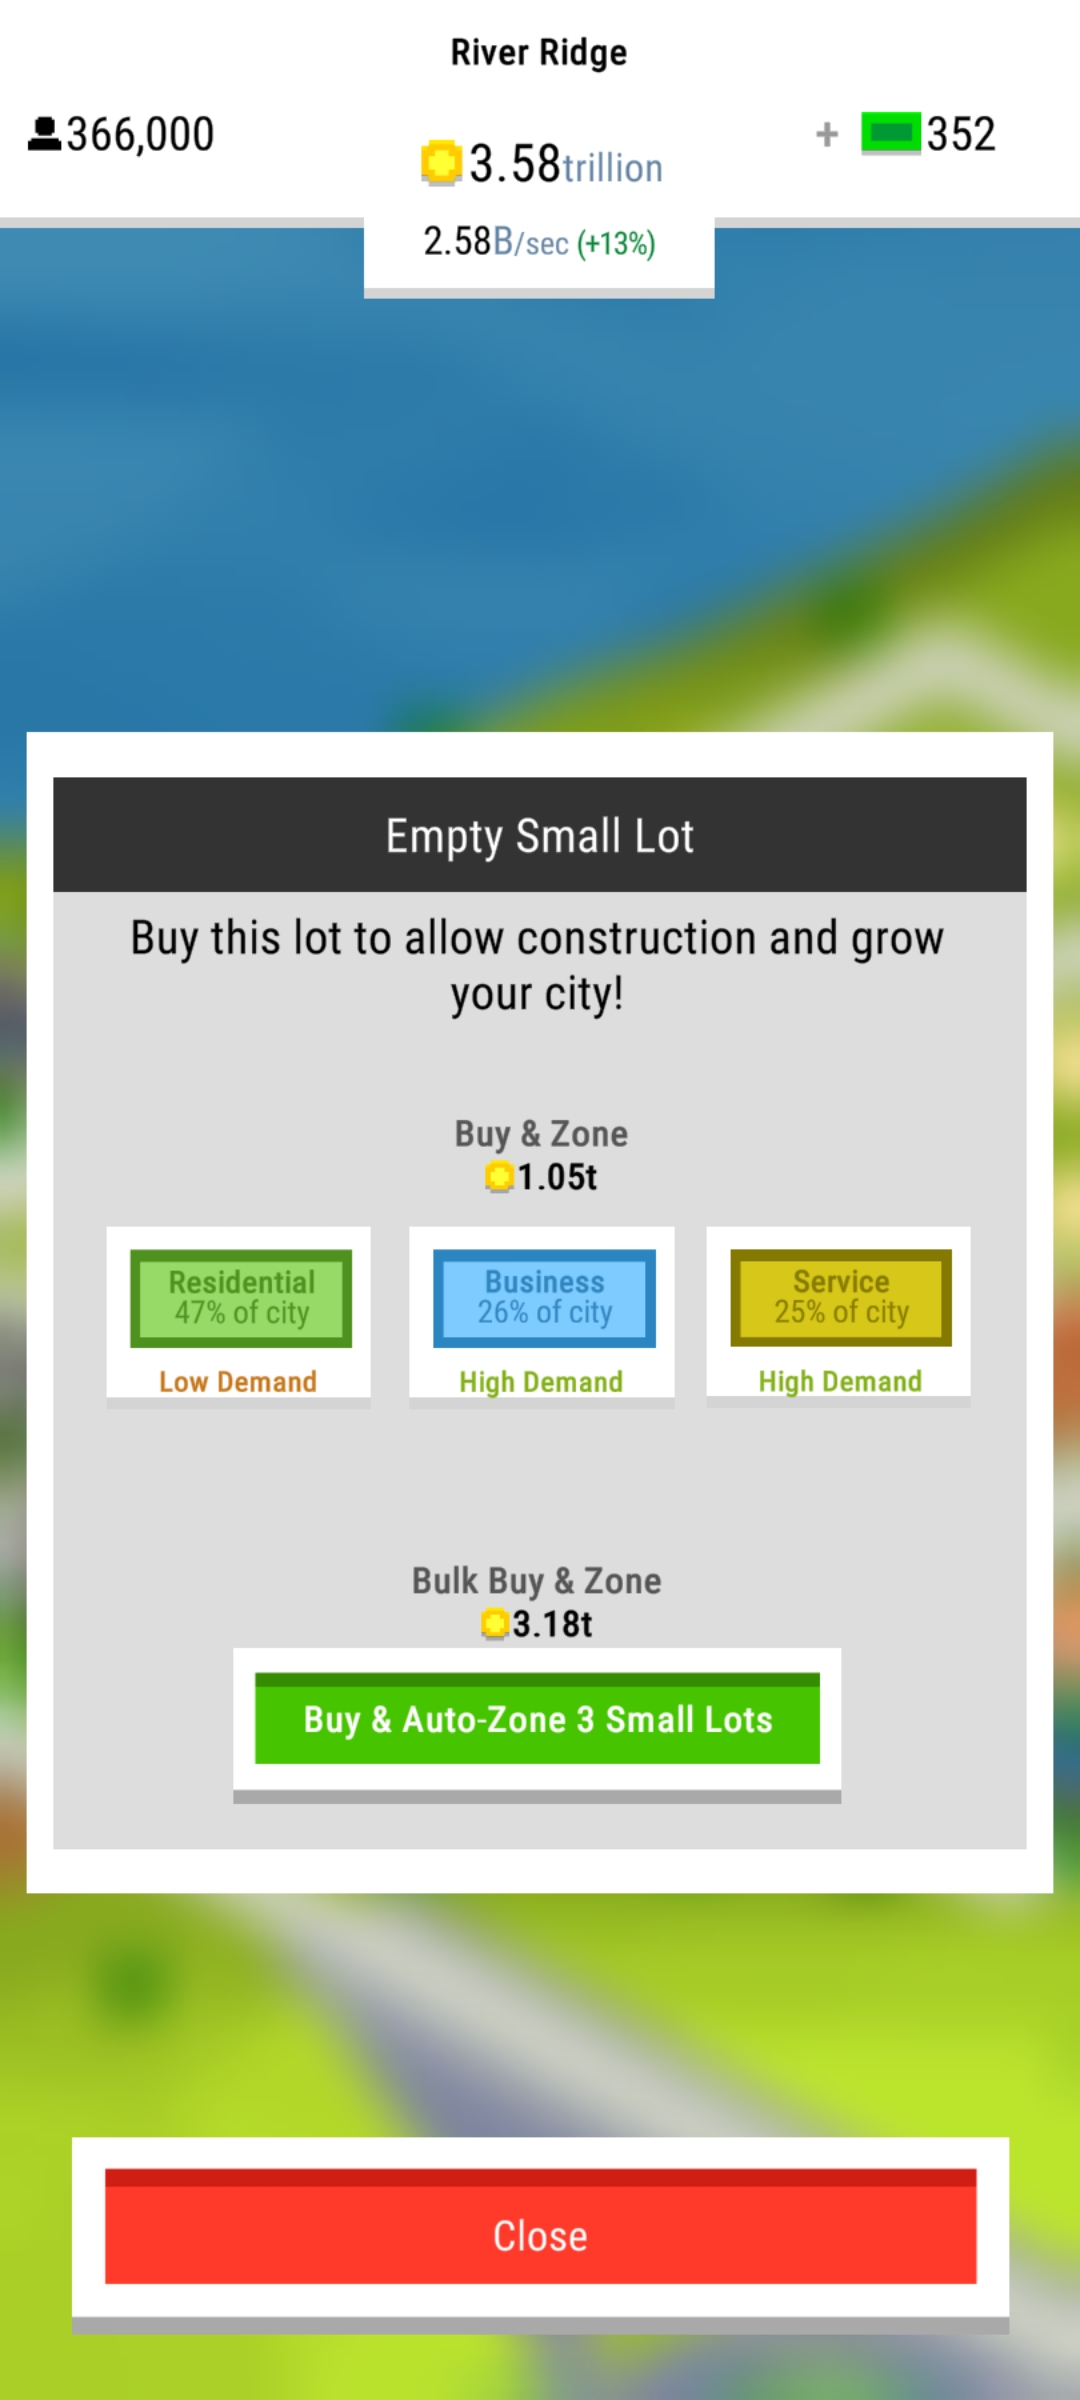 River Ridge
366,000
3.58trillion
+ 352
2.58B/sec (+13%)
Empty Small Lot
Buy this lot to allow construction and grow
your city!
Buy & Zone
1.05t
Residential
47% of city
Low Demand
Business
26% of city
High Demand
Service
25% of city
High Demand
Bulk Buy & Zone
3.18t
Buy & Auto-Zone 3 Small Lots
Close